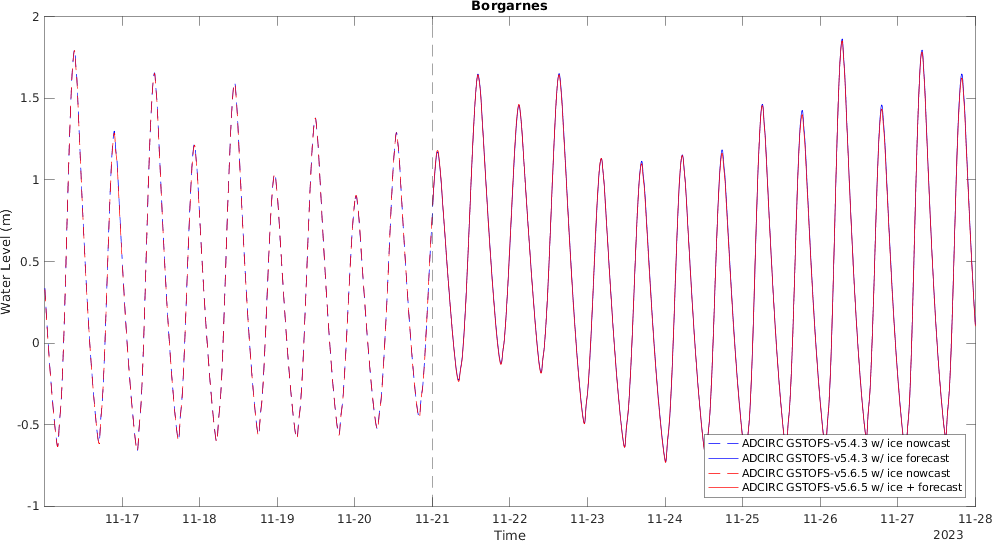 Borgarnes
2
1.5
1
0.5
0
-0.5
-1
Water Level (m)
11-17 11-18 11-19 11-20 11-21 11-22 11-23 11-24 11-25 11-26 11-27 11-28
Time
2023
ADCIRC GSTOFS-v5.4.3 w/ ice nowcast
ADCIRC GSTOFS-v5.4.3 w/ ice forecast
ADCIRC GSTOFS-v5.6.5 w/ ice nowcast
ADCIRC GSTOFS-v5.6.5 w/ ice + forecast